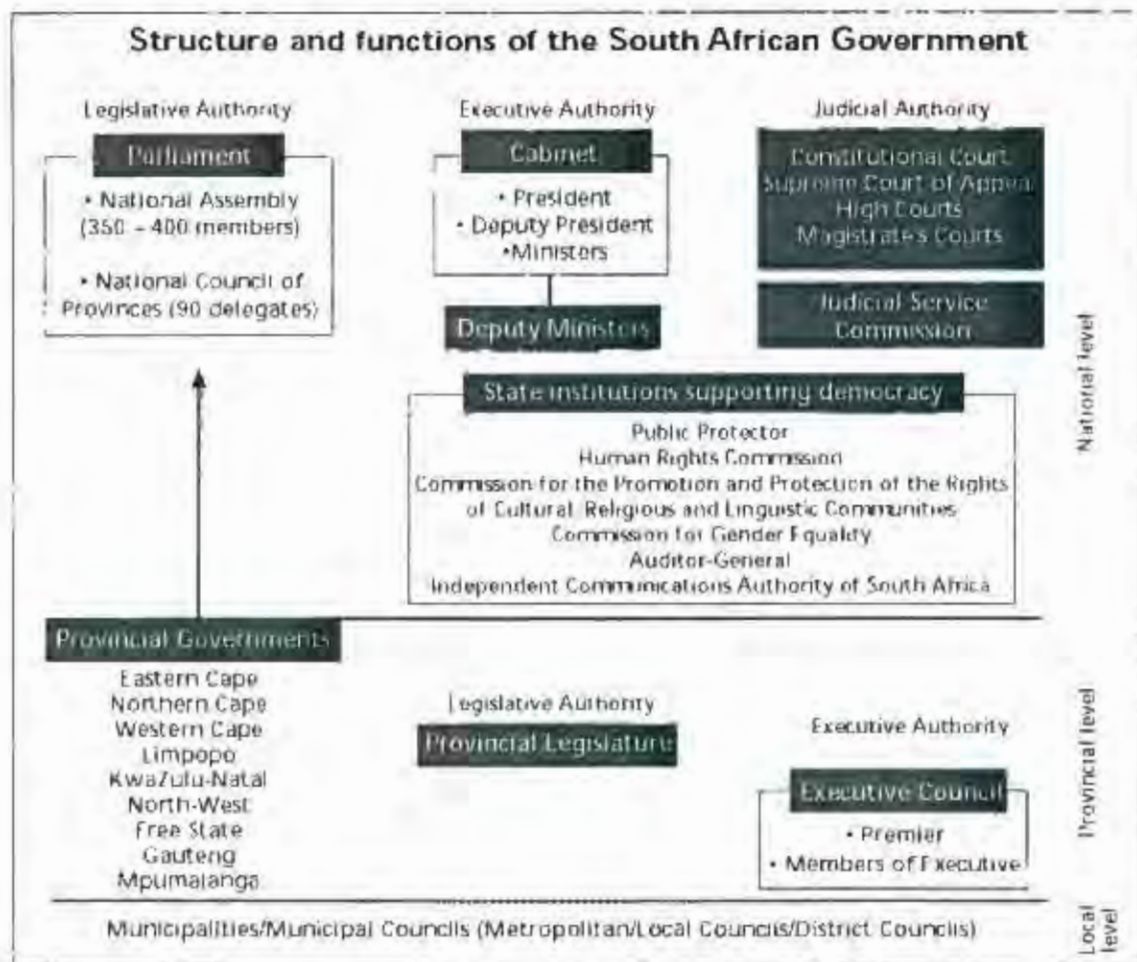 Structure and functions of the South African Government
Legislative Authority
Parliament
• National Assembly
(350 – 400 members)
• National Council of
Provinces (90 delegates)
Executive Authority
Cabinet
• President
• Deputy President
•Ministers
Deputy Ministers
Judicial Authority
Constitutional Court
Supreme Court of Appeal
High Courts
Magistrate's Courts
Judicial Service
Commission
State institutions supporting democracy
Public Protector
Human Rights Commission
Commission for the Promotion and Protection of the Rights
of Cultural, Religious and Linguistic Communities
Commission for Gender Equality
Auditor-General
Independent Communications Authority of South Africa
National level
Provincial Governments
Eastern Cape
Northern Cape
Western Cape
Limpopo
KwaZulu-Natal
North-West
Free State
Gauteng
Mpumalanga
Legislative Authority
Provincial Legislature
Executive Authority
Executive Council
• Premier
• Members of Executive
Provincial level
Municipalities/Municipal Councils (Metropolitan/Local Councils/District Councils)
Local
level